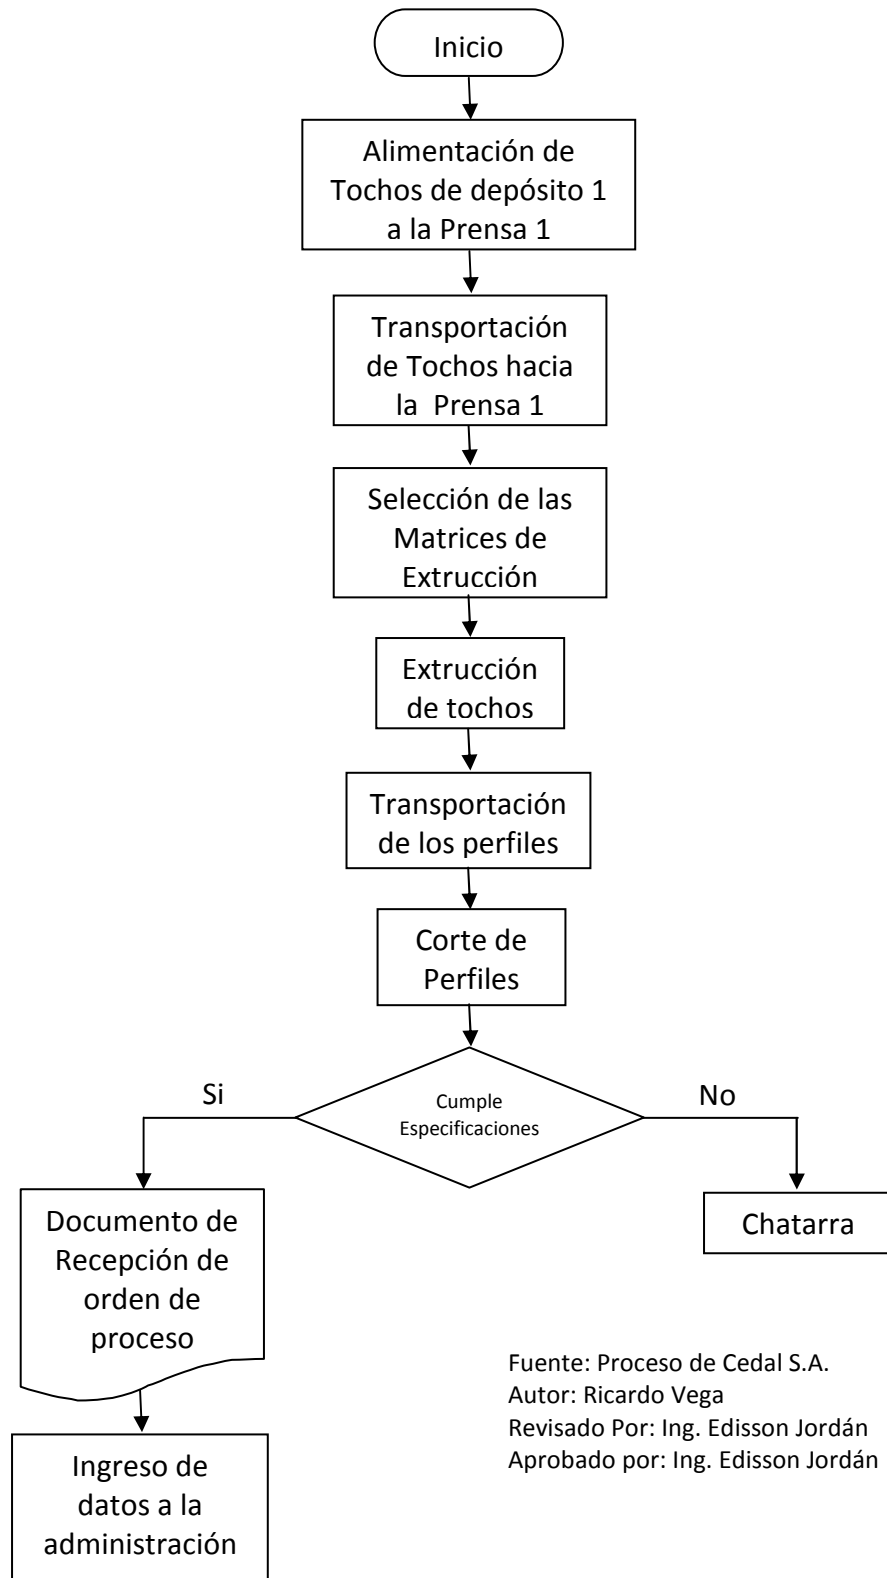 Inicio
Alimentación de
Tochos de depósito 1
a la Prensa 1
Transportación
de Tochos hacia
la Prensa 1
Selección de las
Matrices de
Extrucción
Extrucción
de tochos
Transportación
de los perfiles
Corte de
Perfiles
Si
Cumple
Especificaciones
No
Documento de
Recepción de
orden de
proceso
Chatarra
Fuente: Proceso de Cedal S.A.
Autor: Ricardo Vega
Revisado Por: Ing. Edisson Jordán
Aprobado por: Ing. Edisson Jordán
Ingreso de
datos a la
administración